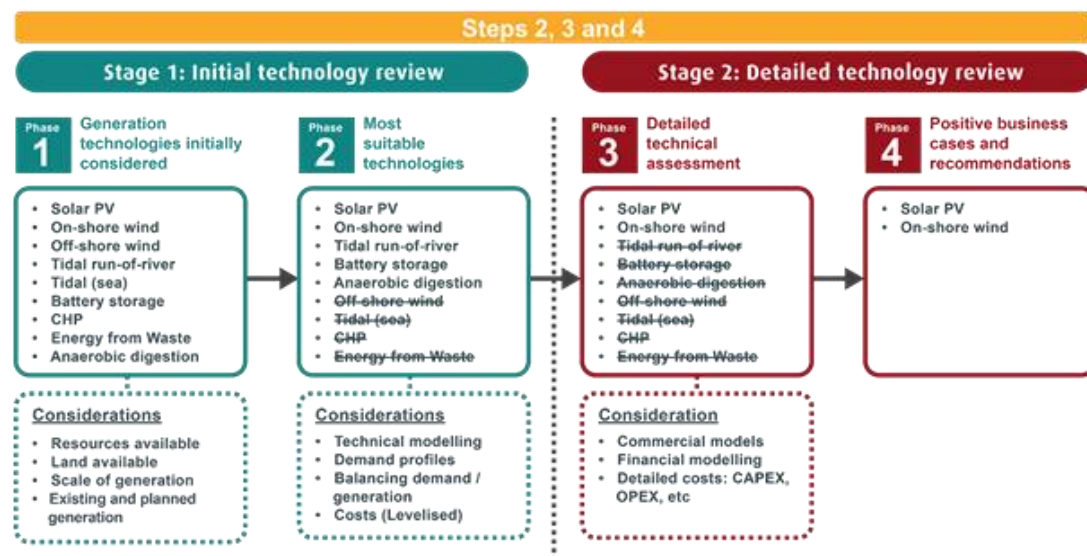 Steps 2, 3 and 4
Stage 1: Initial technology review
Stage 2: Detailed technology review
Phase
1
Generation
technologies initially
considered
Phase
2
Most
suitable
technologies
Phase
3
Detailed
technical
assessment
Phase
4
Positive business
cases and
recommendations
• Solar PV
• On-shore wind
• Off-shore wind
• Tidal run-of-river
• Tidal (sea)
• Battery storage
• CHP
• Energy from Waste
• Anaerobic digestion
• Solar PV
• On-shore wind
• Tidal run-of-river
• Battery storage
• Anaerobic digestion
• Off-shore wind
• Tidal (sea)
• CHP
• Energy from Waste
• Solar PV
• On-shore wind
• Tidal run-of-river
• Battery storage
• Anaerobic digestion
• Off-shore wind
• Tidal (sea)
• CHP
• Energy from Waste
• Solar PV
• On-shore wind
Considerations
• Resources available
• Land available
• Scale of generation
• Existing and planned
generation
Considerations
• Technical modelling
• Demand profiles
• Balancing demand /
generation
• Costs (Levelised)
Consideration
• Commercial models
• Financial modelling
• Detailed costs: CAPEX,
OPEX, etc